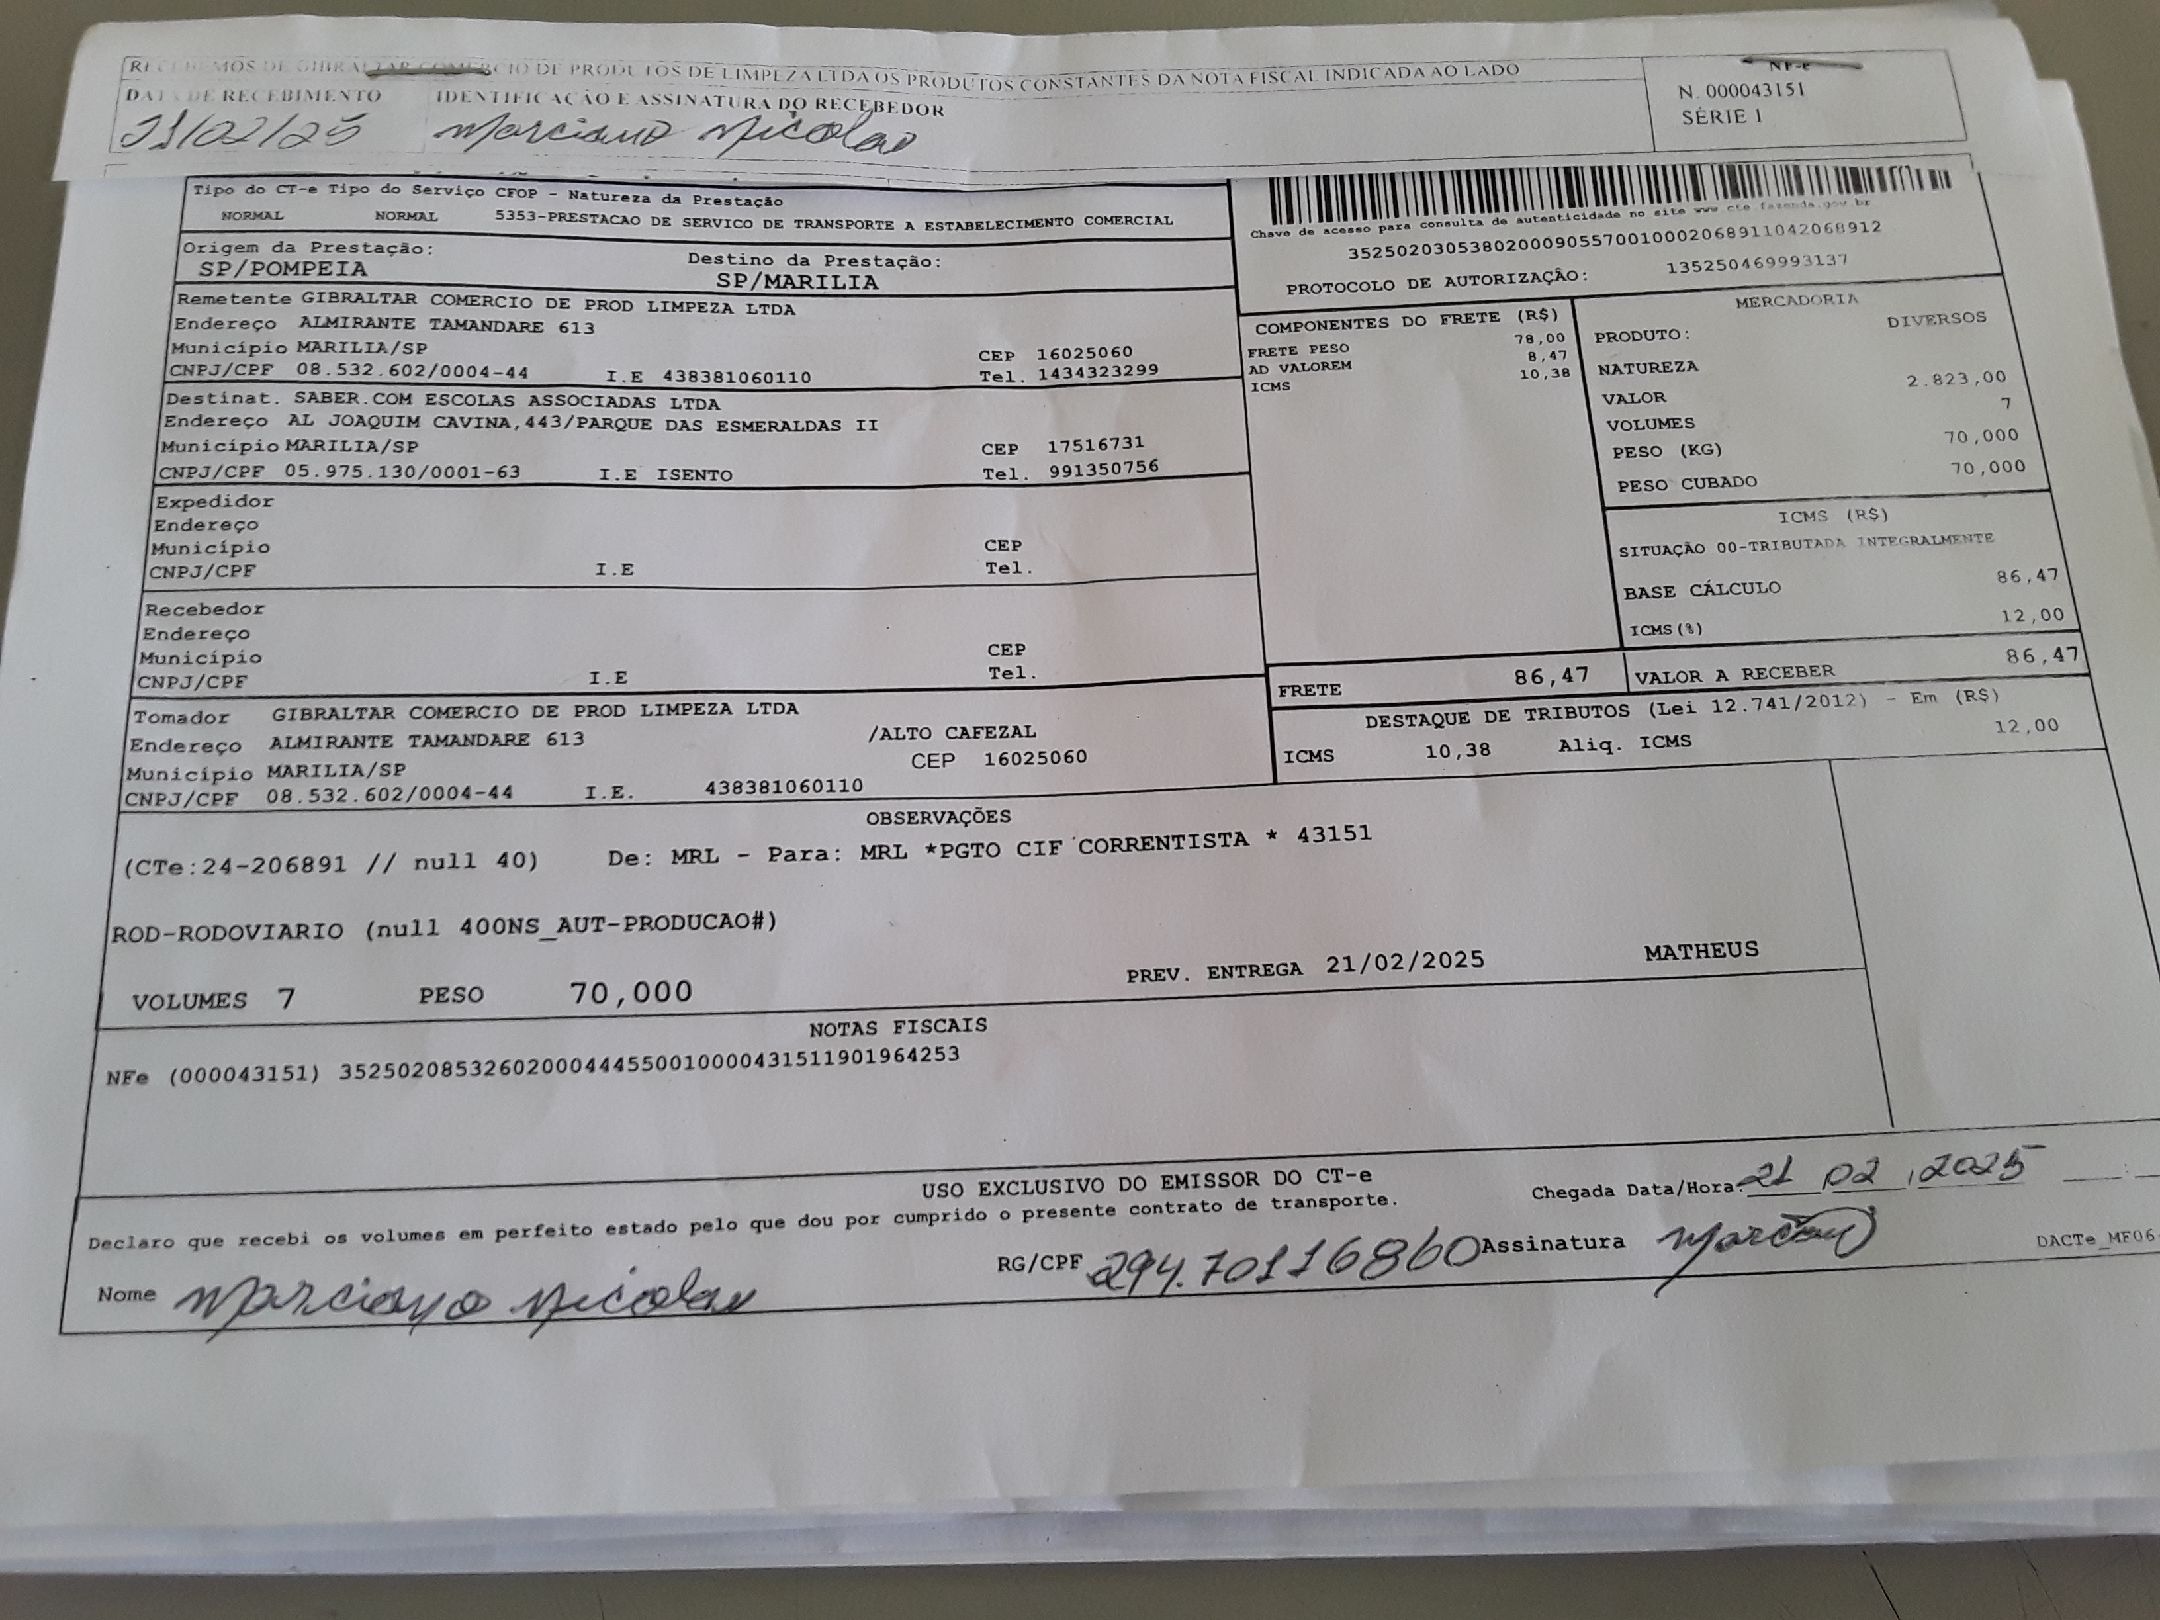 RECEBEMOS DE GIBRALTAR COMERCIO DE PRODUTOS DE LIMPEZA LTDA OS PRODUTOS CONSTANTES DA NOTA FISCAL INDICADA AO LADO
NF-e
N. 000043151
SÉRIE 1
DATA DE RECEBIMENTO IDENTIFICAÇÃO E ASSINATURA DO RECEBEDOR
21/02/25 Marciano Nicolao
Tipo do CT-e Tipo do Serviço CFOP - Natureza da Prestação
NORMAL NORMAL 5353-PRESTACAO DE SERVICO DE TRANSPORTE A ESTABELECIMENTO COMERCIAL
Chave de acesso para consulta de autenticidade no site www.cte.fazenda.gov.br
35250203053802000905570010002068911042068912
PROTOCOLO DE AUTORIZAÇÃO: 135250469993137
Origem da Prestação: Destino da Prestação:
SP/POMPEIA SP/MARILIA
Remetente GIBRALTAR COMERCIO DE PROD LIMPEZA LTDA
Endereço ALMIRANTE TAMANDARE 613
Município MARILIA/SP CEP 16025060
CNPJ/CPF 08.532.602/0004-44 I.E 438381060110 Tel. 1434323299
Destinat. SABER.COM ESCOLAS ASSOCIADAS LTDA
Endereço AL JOAQUIM CAVINA,443/PARQUE DAS ESMERALDAS II
Município MARILIA/SP CEP 17516731
CNPJ/CPF 05.975.130/0001-63 I.E ISENTO Tel. 991350756
Expedidor
Endereço
Município CEP
CNPJ/CPF I.E Tel.
Recebedor
Endereço
Município CEP
CNPJ/CPF I.E Tel.
Tomador GIBRALTAR COMERCIO DE PROD LIMPEZA LTDA
Endereço ALMIRANTE TAMANDARE 613 /ALTO CAFEZAL
Município MARILIA/SP CEP 16025060
CNPJ/CPF 08.532.602/0004-44 I.E. 438381060110
COMPONENTES DO FRETE (R$)
FRETE PESO 78,00
AD VALOREM 8,47
ICMS 10,38
MERCADORIA
PRODUTO: DIVERSOS
NATUREZA
VALOR 2.823,00
VOLUMES 7
PESO (KG) 70,000
PESO CUBADO 70,000
ICMS (R$)
SITUAÇÃO 00-TRIBUTADA INTEGRALMENTE
BASE CÁLCULO 86,47
ICMS(%) 12,00
FRETE 86,47 VALOR A RECEBER 86,47
DESTAQUE DE TRIBUTOS (Lei 12.741/2012) - Em (R$)
ICMS 10,38 Aliq. ICMS 12,00
OBSERVAÇÕES
(CTe:24-206891 // null 40) De: MRL - Para: MRL *PGTO CIF CORRENTISTA * 43151
ROD-RODOVIARIO (null 400NS_AUT-PRODUCAO#)
VOLUMES 7 PESO 70,000 PREV. ENTREGA 21/02/2025 MATHEUS
NOTAS FISCAIS
NFe (000043151) 35250208532602000444550010000431511901964253
USO EXCLUSIVO DO EMISSOR DO CT-e
Declaro que recebi os volumes em perfeito estado pelo que dou por cumprido o presente contrato de transporte.
Chegada Data/Hora: 21 02 2025
Nome Marciano Nicolao RG/CPF 294.70116860 Assinatura
DACTe_MF06